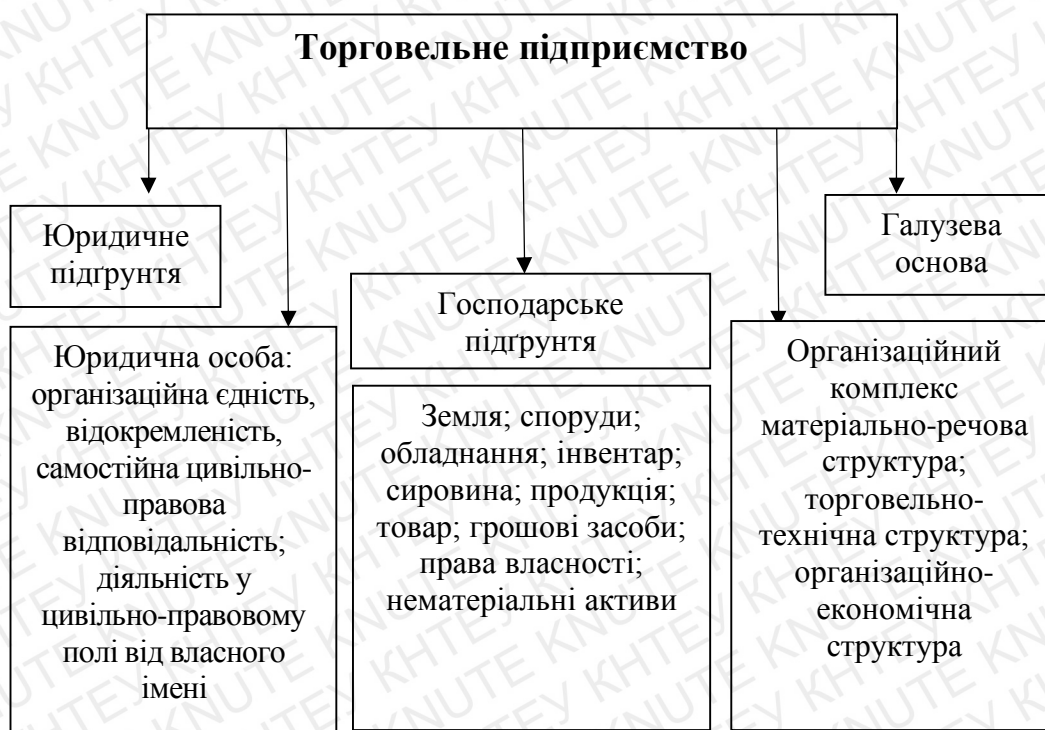 Торговельне підприємство
Юридичне
підґрунтя
Юридична особа:
організаційна єдність,
відокремленість,
самостійна цивільно-
правова
відповідальність;
діяльність у
цивільно-правовому
полі від власного
імені
Господарське
підґрунтя
Земля; споруди;
обладнання; інвентар;
сировина; продукція;
товар; грошові засоби;
права власності;
нематеріальні активи
Галузева
основа
Організаційний
комплекс
матеріально-речова
структура;
торговельно-
технічна структура;
організаційно-
економічна
структура
KNUTE КНТЕУ